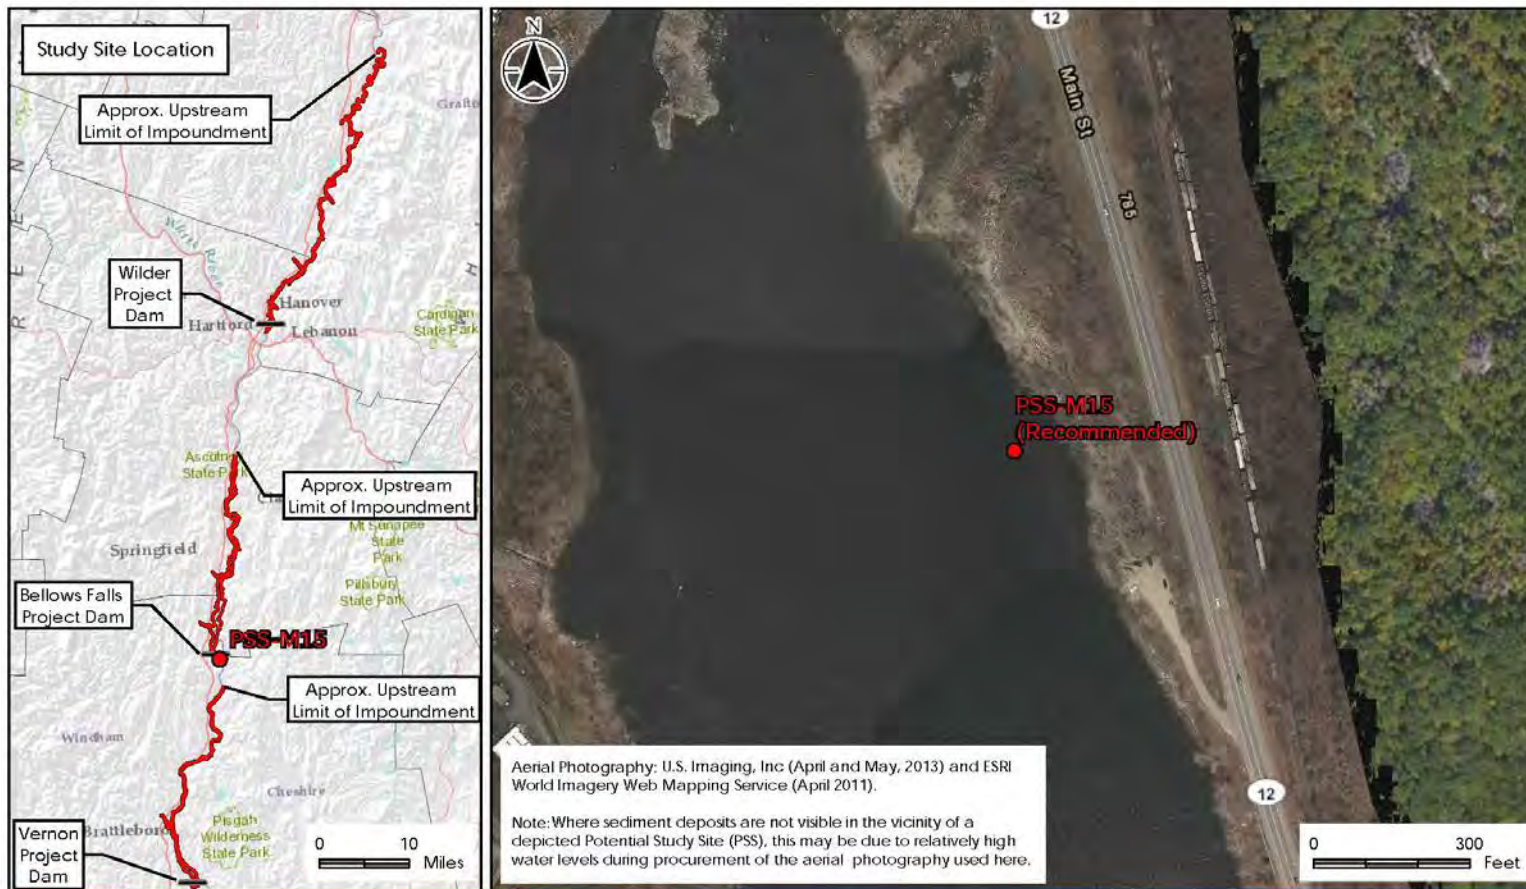 Study Site Location
Approx. Upstream
Limit of Impoundment
Wilder
Project
Dam
Hanover
Hartford
Lebanon
Cardigan
State Park
White River
Ascutney
State Park
Approx. Upstream
Limit of Impoundment
Mt Sunapee
State
Park
Springfield
Pillsbury
State Park
Bellows Falls
Project Dam
PSS-M15
Approx. Upstream
Limit of Impoundment
Windham
Cheshire
Brattleboro
Pisgah
Wilderness
State Park
Vernon
Project
Dam
0 10
Miles
N
12
Main St
785
PSS-M15
(Recommended)
12
Aerial Photography: U.S. Imaging, Inc (April and May, 2013) and ESRI
World Imagery Web Mapping Service (April 2011).
Note: Where sediment deposits are not visible in the vicinity of a
depicted Potential Study Site (PSS), this may be due to relatively high
water levels during procurement of the aerial photography used here.
0 300
Feet